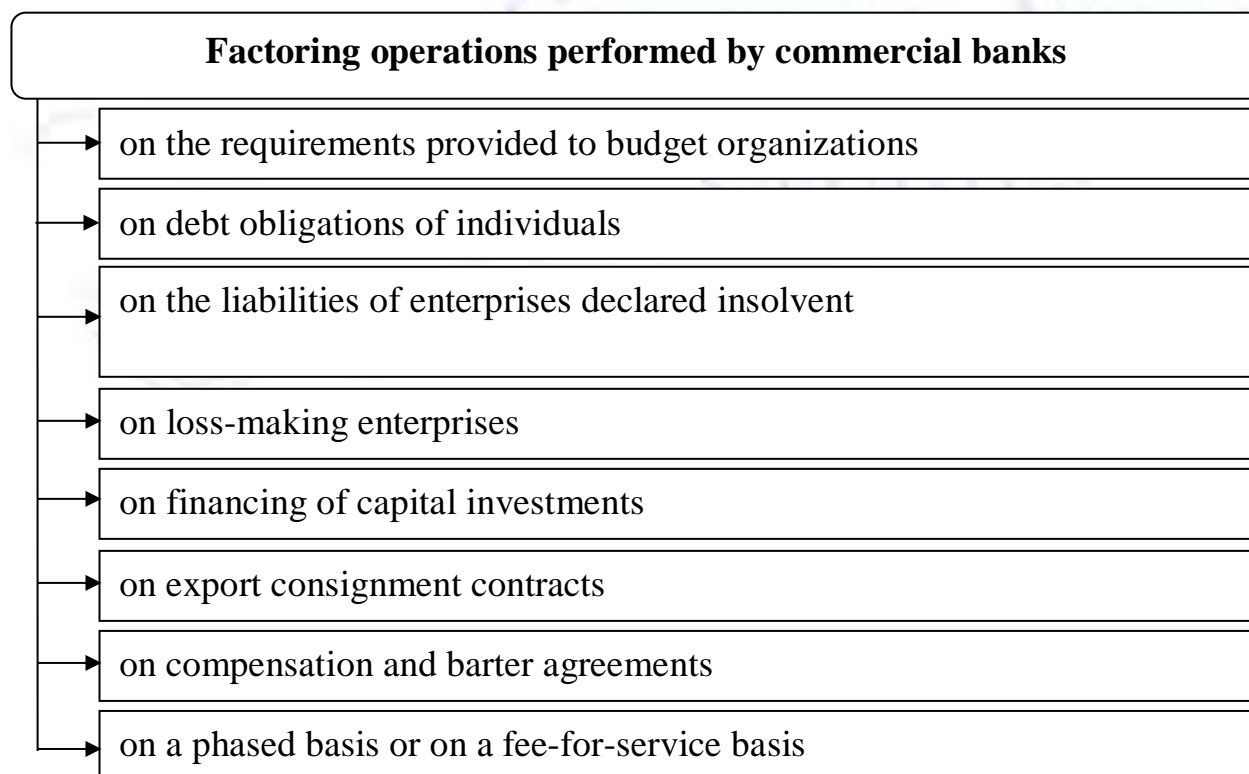 Factoring operations performed by commercial banks
on the requirements provided to budget organizations
on debt obligations of individuals
on the liabilities of enterprises declared insolvent
on loss-making enterprises
on financing of capital investments
on export consignment contracts
on compensation and barter agreements
on a phased basis or on a fee-for-service basis